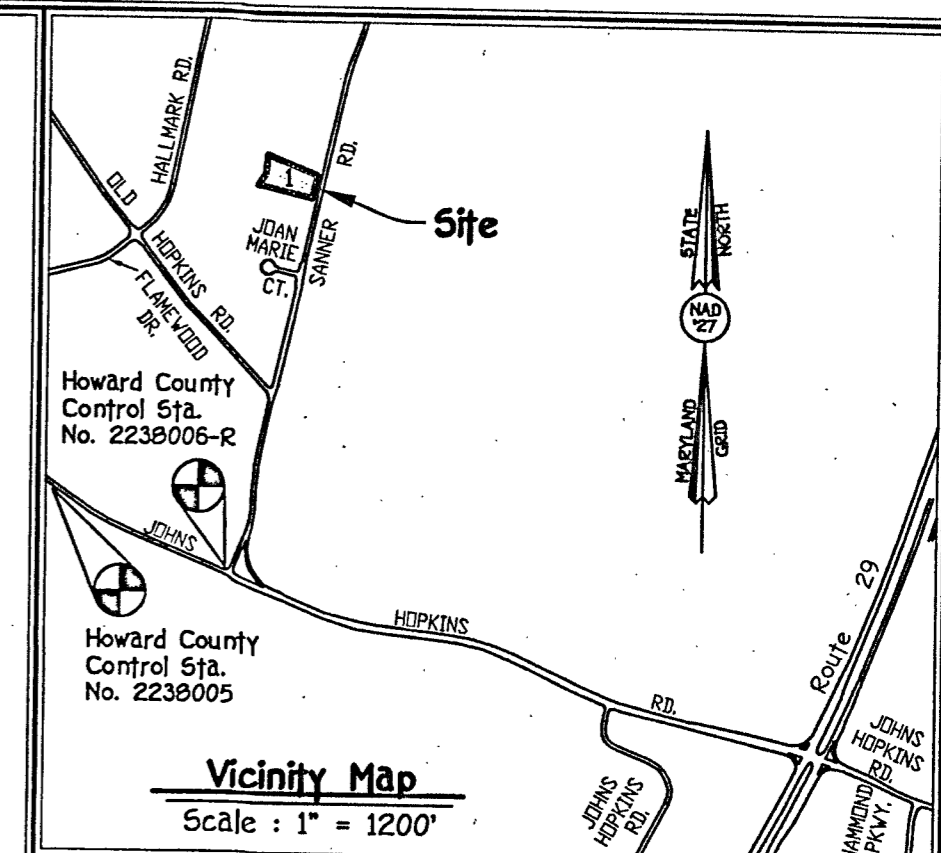 HALLMARK RD.
OLD
HOPKINS RD.
FLAMEWOOD
DR.
1
JOAN
MARIE
CT.
SANNER RD.
Site
STATE
NORTH
NAD
'27
MARYLAND
GRID
Howard County
Control Sta.
No. 2238006-R
JOHNS HOPKINS RD.
Howard County
Control Sta.
No. 2238005
Route 29
JOHNS
HOPKINS
RD.
JOHNS
HOPKINS
RD.
HAMMOND
PKWY.
Vicinity Map
Scale : 1" = 1200'